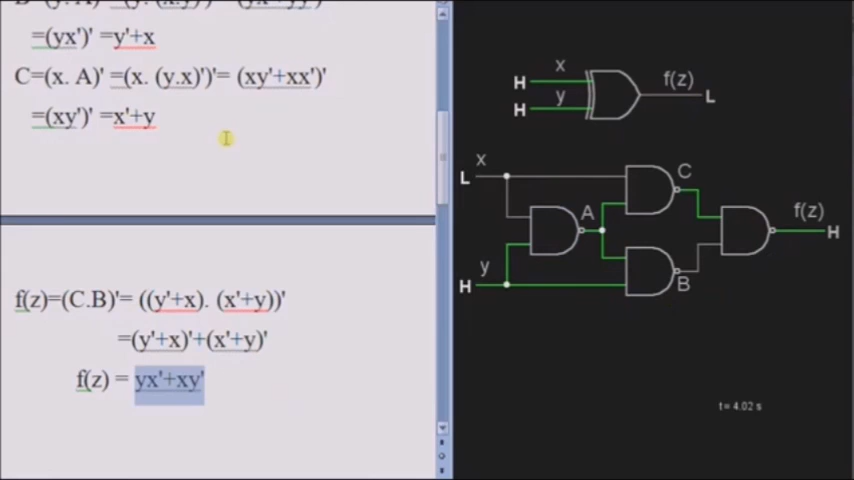 =(yx')' =y'+x
C=(x. A)' =(x. (y.x)')'= (xy'+xx')'
=(xy')' =x'+y
f(z)=(C.B)'= ((y'+x). (x'+y))'
=(y'+x)'+(x'+y)'
f(z) = yx'+xy'
x
H
y
H
f(z)
L
x
L
C
A
f(z)
H
y
H
B
t= 4.02 s